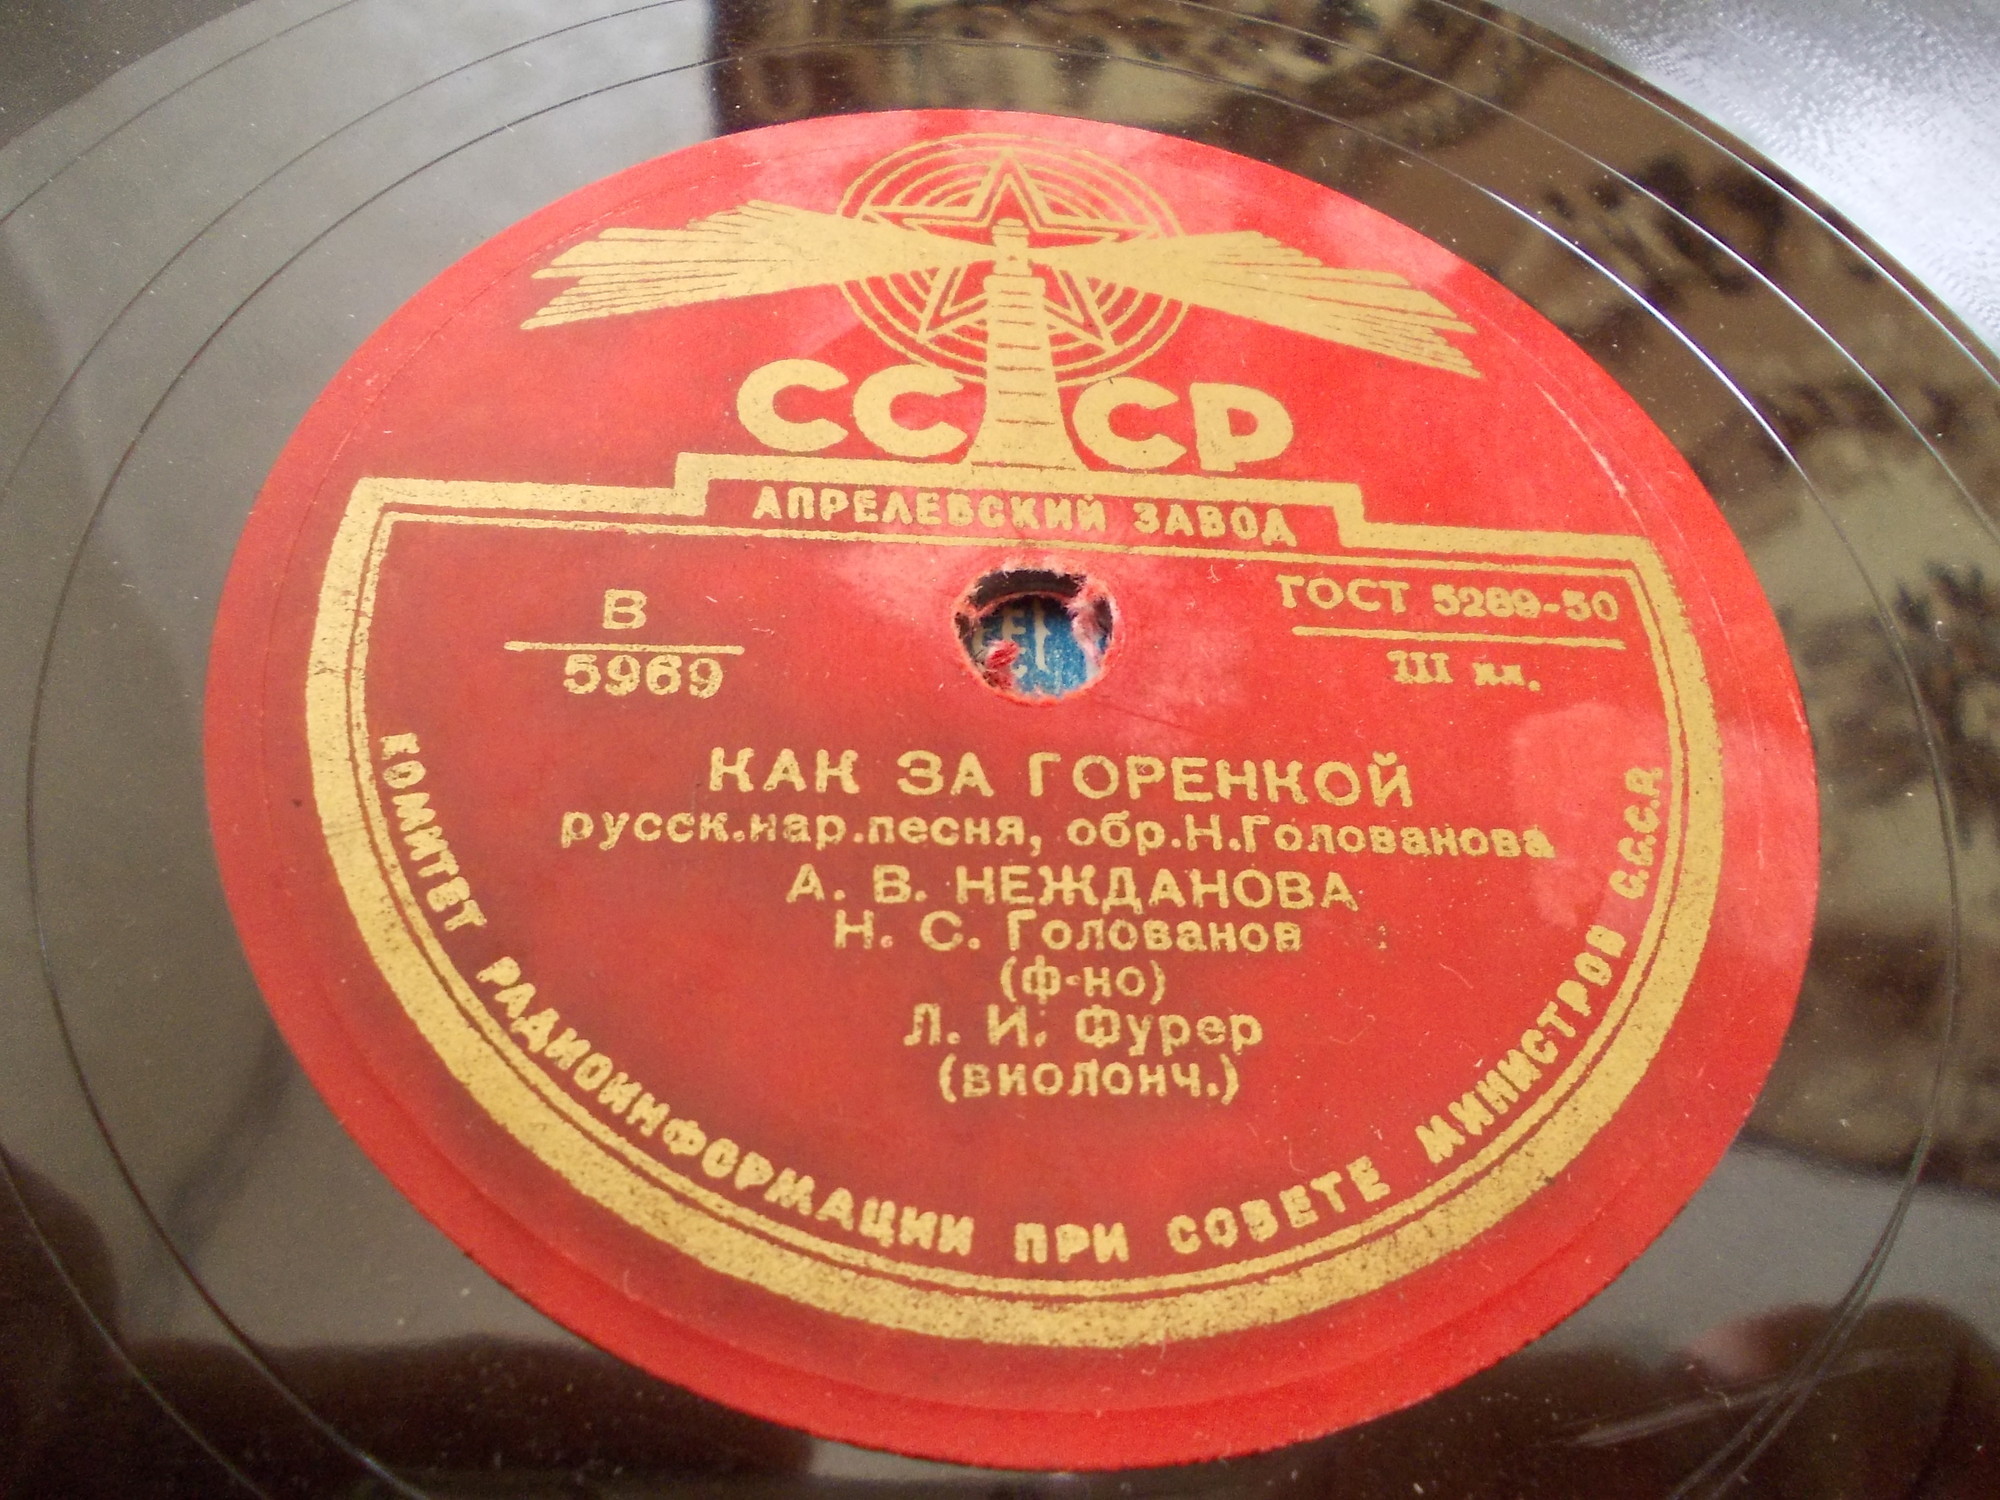 СССР
АПРЕЛЕВСКИЙ ЗАВОД
В
5969
ГОСТ 5289-50
III кл.
КАК ЗА ГОРЕНКОЙ
русск.нар.песня, обр.Н.Голованова
А. В. НЕЖДАНОВА
Н. С. Голованов
(ф-но)
Л. И. Фурер
(виолонч.)
КОМИТЕТ РАДИОИНФОРМАЦИИ ПРИ СОВЕТЕ МИНИСТРОВ С.С.С.Р.